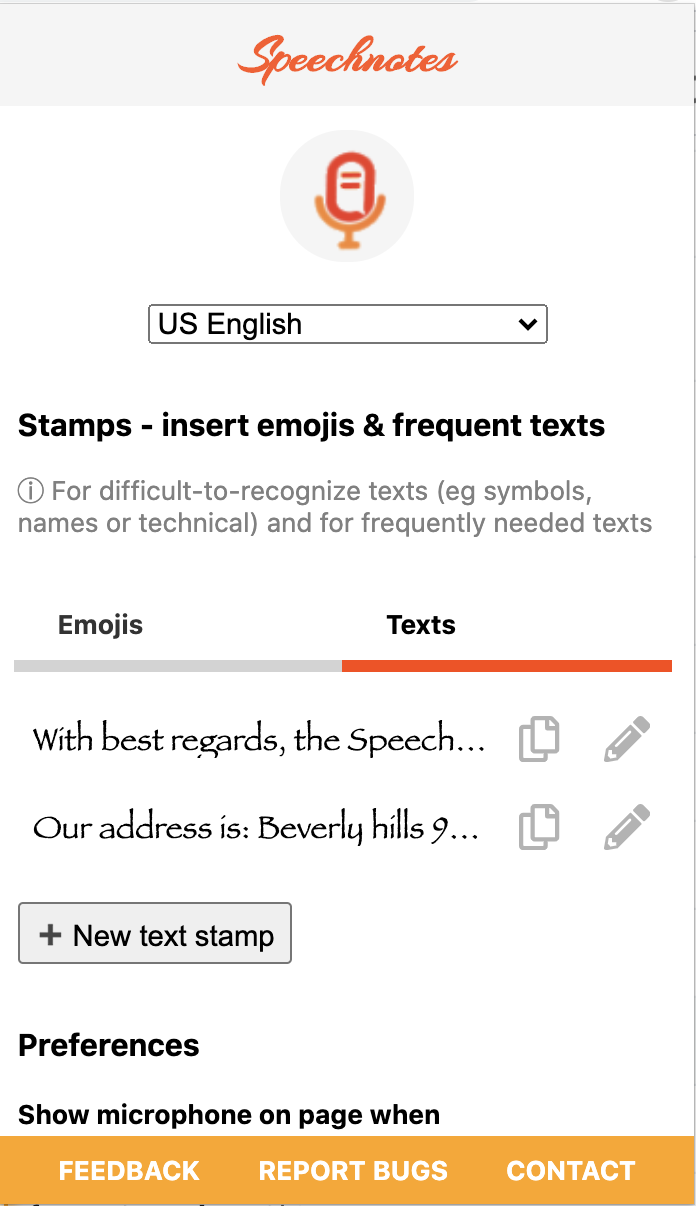 Speechnotes
US English
Stamps - insert emojis & frequent texts
ⓘ For difficult-to-recognize texts (eg symbols,
names or technical) and for frequently needed texts
Emojis Texts
With best regards, the Speech...
Our address is: Beverly hills 9...
+ New text stamp
Preferences
Show microphone on page when
FEEDBACK REPORT BUGS CONTACT